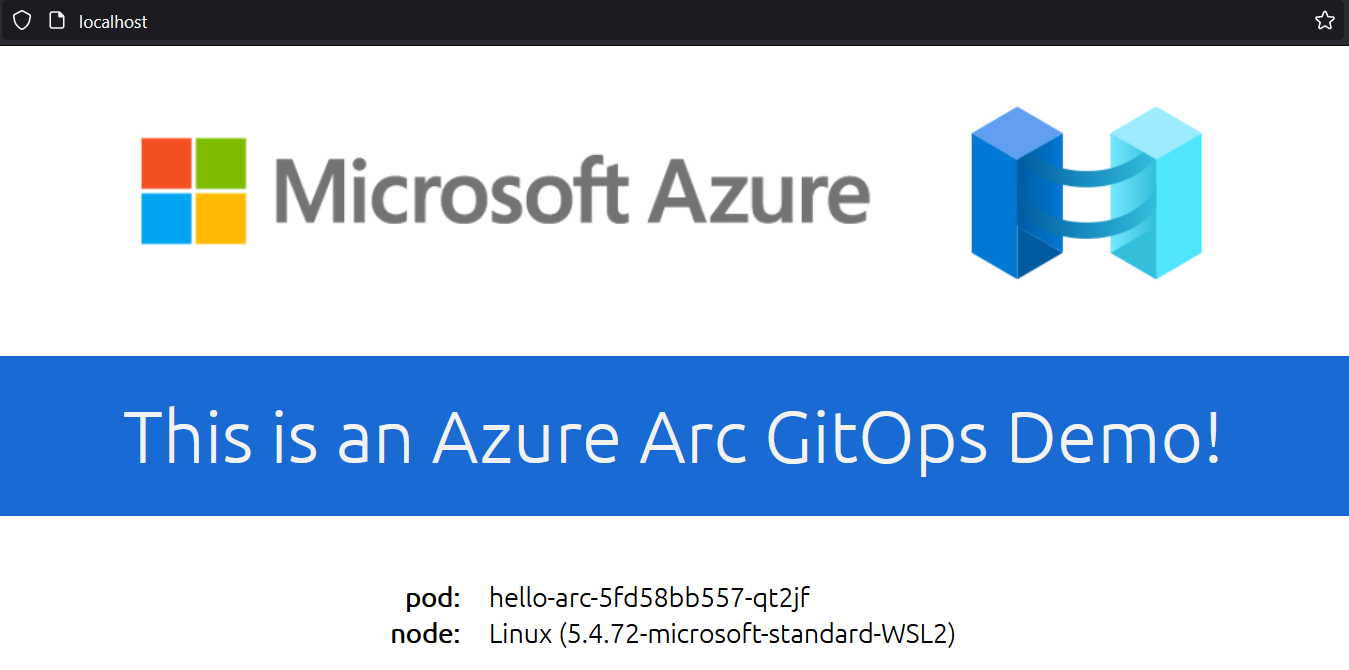 localhost
Microsoft Azure
This is an Azure Arc GitOps Demo!
pod: hello-arc-5fd58bb557-qt2jf
node: Linux (5.4.72-microsoft-standard-WSL2)